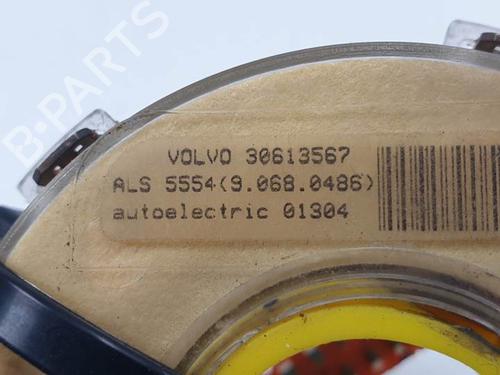 B-PARTS
VOLVO 30613567
ALS 5554(9.068.0486)
autoelectric 01304